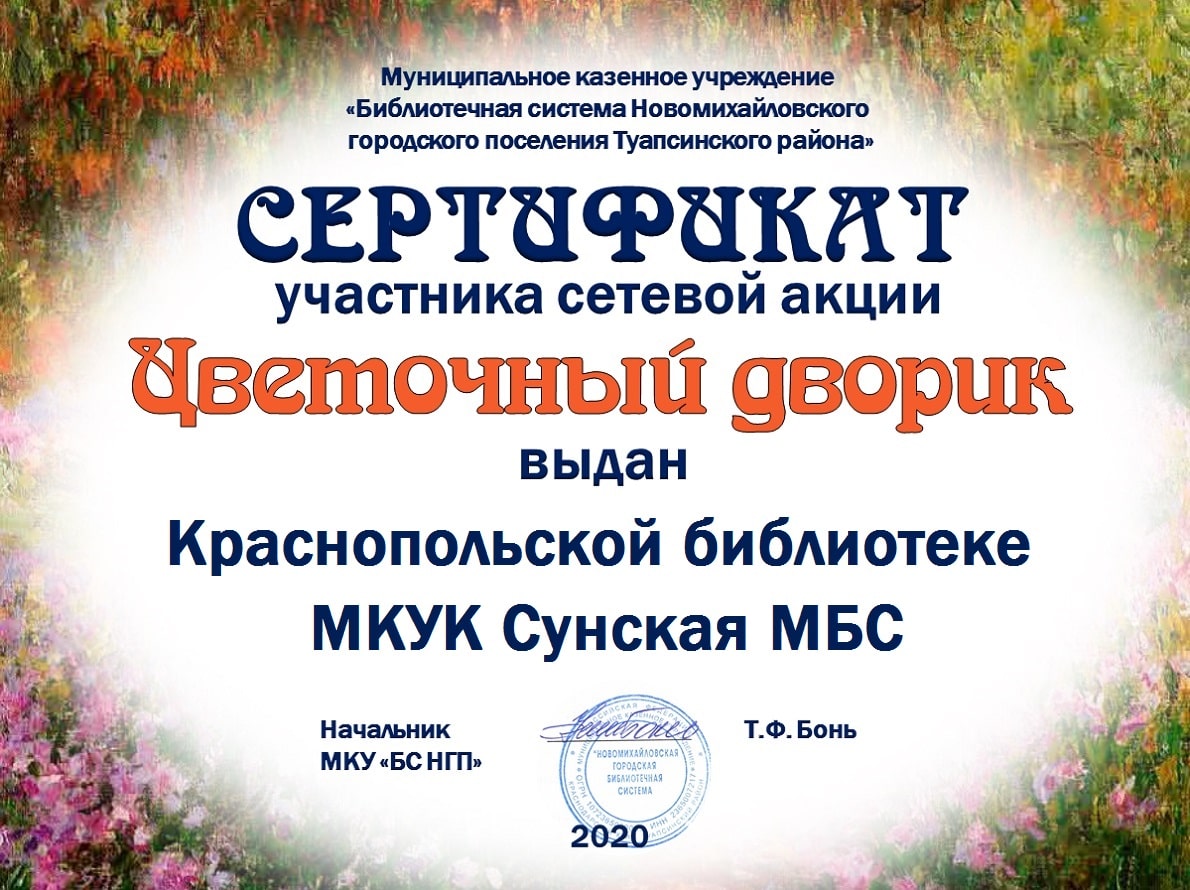 Муниципальное казенное учреждение
«Библиотечная система Новомихайловского
городского поселения Туапсинского района»
СЕРТИФИКАТ
участника сетевой акции
Цветочный дворик
выдан
Краснопольской библиотеке
МКУК Сунская МБС
Начальник
МКУ «БС НГП»
Т.Ф. Бонь
"НОВОМИХАЙЛОВСКАЯ
ГОРОДСКАЯ
БИБЛИОТЕЧНАЯ
СИСТЕМА
2020